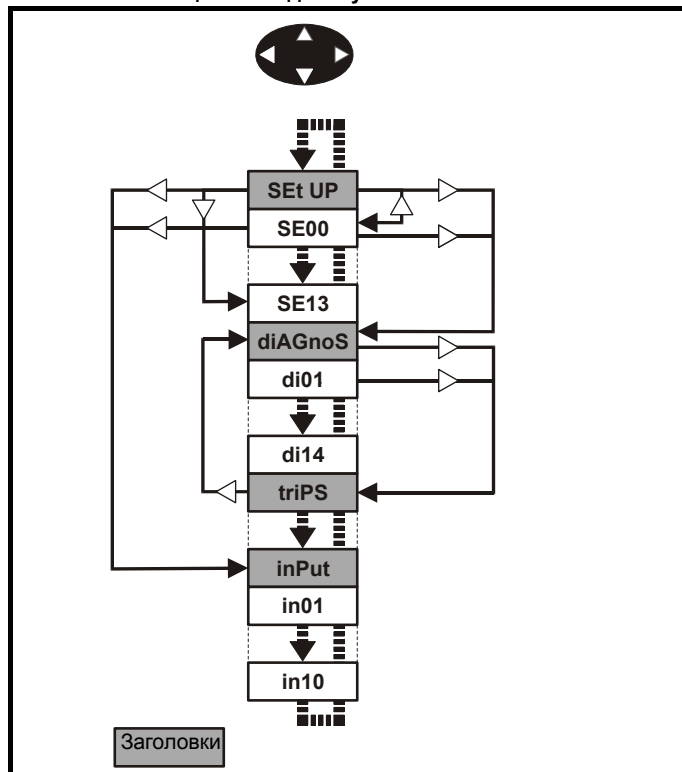 SEt UP
SE00
SE13
diAGnoS
di01
di14
triPS
inPut
in01
in10
Заголовки